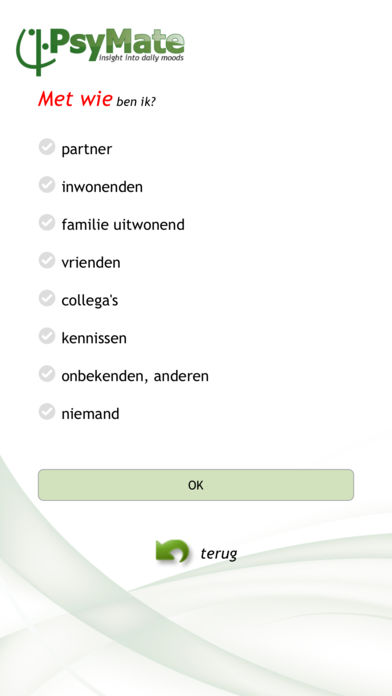 PsyMate
insight into daily moods
Met wie ben ik?
partner
inwonenden
familie uitwonend
vrienden
collega's
kennissen
onbekenden, anderen
niemand
OK
terug